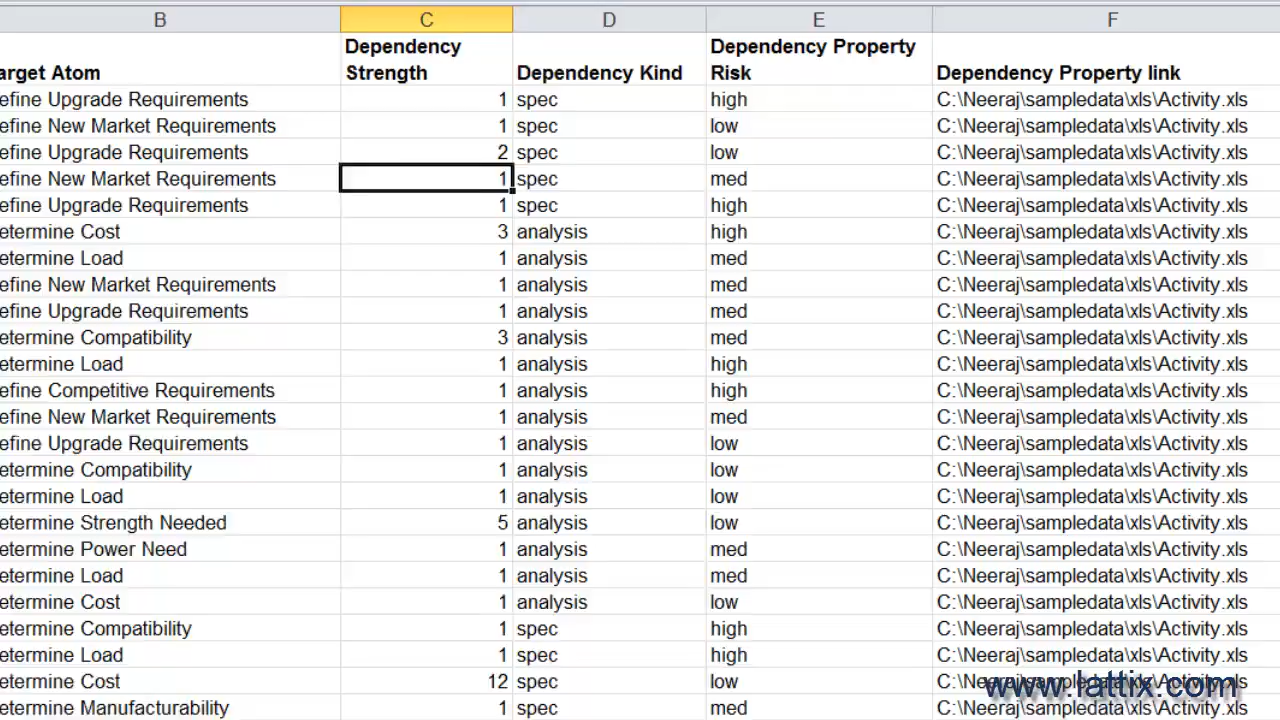 B C D E F
arget Atom Dependency Strength Dependency Kind Dependency Property Risk Dependency Property link
efine Upgrade Requirements 1 spec high C:\Neeraj\sampledata\xls\Activity.xls
efine New Market Requirements 1 spec low C:\Neeraj\sampledata\xls\Activity.xls
efine Upgrade Requirements 2 spec low C:\Neeraj\sampledata\xls\Activity.xls
efine New Market Requirements 1 spec med C:\Neeraj\sampledata\xls\Activity.xls
efine Upgrade Requirements 1 spec high C:\Neeraj\sampledata\xls\Activity.xls
etermine Cost 3 analysis high C:\Neeraj\sampledata\xls\Activity.xls
etermine Load 1 analysis med C:\Neeraj\sampledata\xls\Activity.xls
efine New Market Requirements 1 analysis med C:\Neeraj\sampledata\xls\Activity.xls
efine Upgrade Requirements 1 analysis med C:\Neeraj\sampledata\xls\Activity.xls
etermine Compatibility 3 analysis med C:\Neeraj\sampledata\xls\Activity.xls
etermine Load 1 analysis high C:\Neeraj\sampledata\xls\Activity.xls
efine Competitive Requirements 1 analysis high C:\Neeraj\sampledata\xls\Activity.xls
efine New Market Requirements 1 analysis med C:\Neeraj\sampledata\xls\Activity.xls
efine Upgrade Requirements 1 analysis low C:\Neeraj\sampledata\xls\Activity.xls
etermine Compatibility 1 analysis low C:\Neeraj\sampledata\xls\Activity.xls
etermine Load 1 analysis low C:\Neeraj\sampledata\xls\Activity.xls
etermine Strength Needed 5 analysis low C:\Neeraj\sampledata\xls\Activity.xls
etermine Power Need 1 analysis med C:\Neeraj\sampledata\xls\Activity.xls
etermine Load 1 analysis med C:\Neeraj\sampledata\xls\Activity.xls
etermine Cost 1 analysis low C:\Neeraj\sampledata\xls\Activity.xls
etermine Compatibility 1 spec high C:\Neeraj\sampledata\xls\Activity.xls
etermine Load 1 spec high C:\Neeraj\sampledata\xls\Activity.xls
etermine Cost 12 spec low C:\Neeraj\sampledata\xls\Activity.xls
www.lattix.com
etermine Manufacturability 1 spec med C:\Neeraj\sampledata\xls\Activity.xls